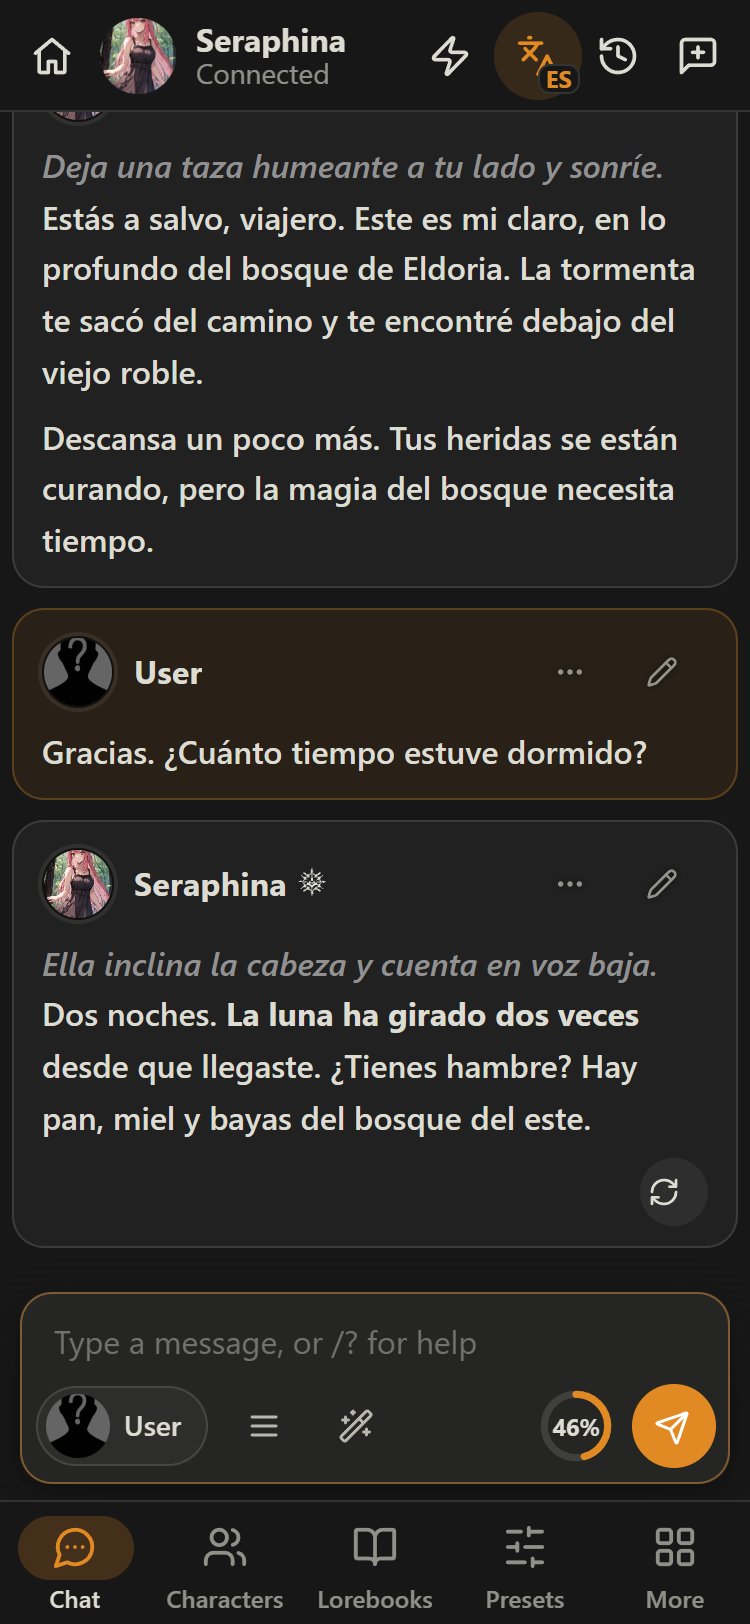 Seraphina
Connected
ES
Deja una taza humeante a tu lado y sonríe.
Estás a salvo, viajero. Este es mi claro, en lo
profundo del bosque de Eldoria. La tormenta
te sacó del camino y te encontré debajo del
viejo roble.
Descansa un poco más. Tus heridas se están
curando, pero la magia del bosque necesita
tiempo.
User
Gracias. ¿Cuánto tiempo estuve dormido?
Seraphina
Ella inclina la cabeza y cuenta en voz baja.
Dos noches. La luna ha girado dos veces
desde que llegaste. ¿Tienes hambre? Hay
pan, miel y bayas del bosque del este.
Type a message, or /? for help
User
46%
Chat
Characters
Lorebooks
Presets
More